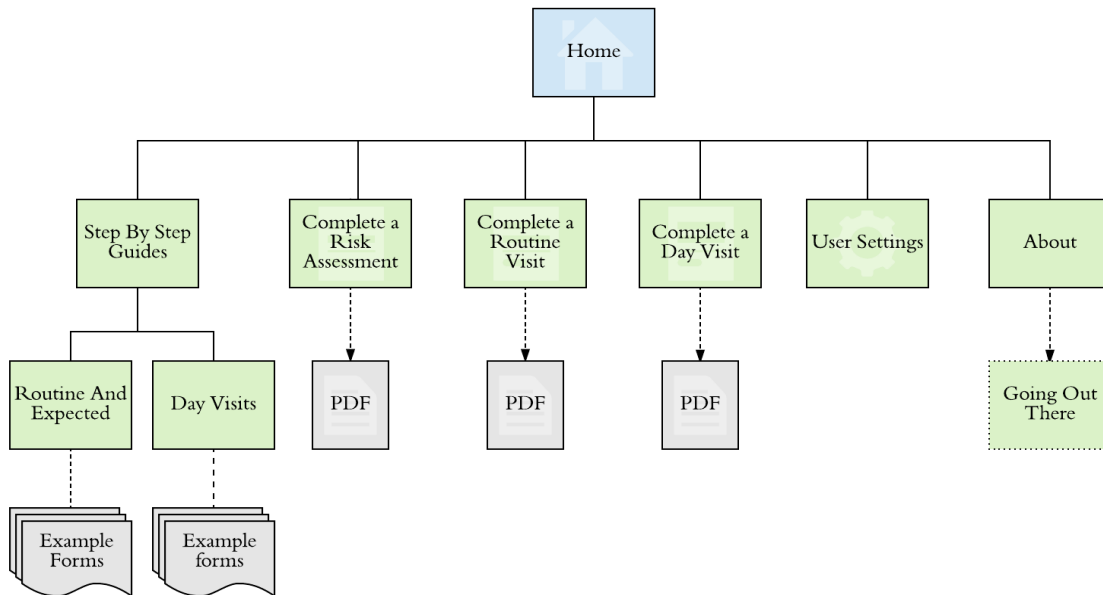 Home
Step By Step
Guides
Complete a
Risk
Assessment
Complete a
Routine
Visit
Complete a
Day Visit
User Settings
About
Routine And
Expected
Day Visits
PDF
PDF
PDF
Going Out
There
Example
Forms
Example
forms